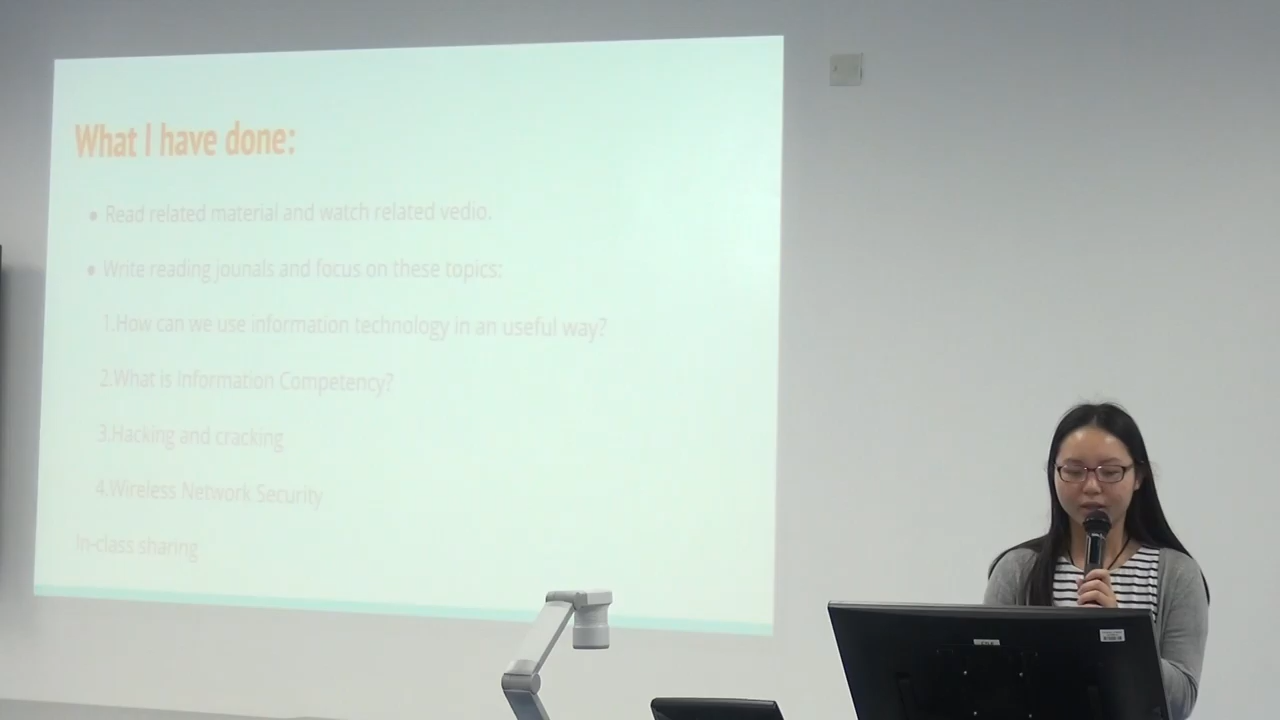 What I have done:
• Read related material and watch related vedio.
• Write reading jounals and focus on these topics:
1.How can we use information technology in an useful way?
2.What is Information Competency?
3.Hacking and cracking
4.Wireless Network Security
In-class sharing